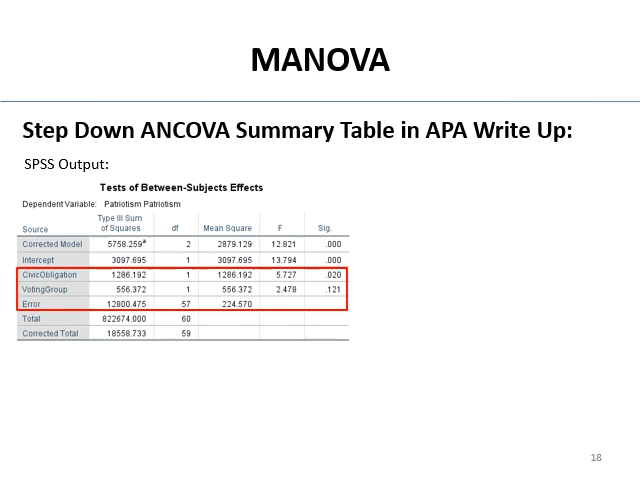 MANOVA
Step Down ANCOVA Summary Table in APA Write Up:
SPSS Output:
Tests of Between-Subjects Effects
Dependent Variable: Patriotism Patriotism
Source Type III Sum of Squares df Mean Square F Sig.
Corrected Model 5758.259a 2 2879.129 12.821 .000
Intercept 3097.695 1 3097.695 13.794 .000
CivicObligation 1286.192 1 1286.192 5.727 .020
VotingGroup 556.372 1 556.372 2.478 .121
Error 12800.475 57 224.570
Total 822674.000 60
Corrected Total 18558.733 59
18